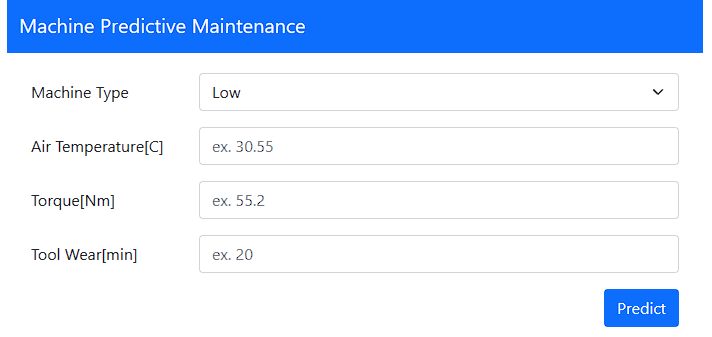 Machine Predictive Maintenance
Machine Type Low
Air Temperature[C] ex. 30.55
Torque[Nm] ex. 55.2
Tool Wear[min] ex. 20
Predict